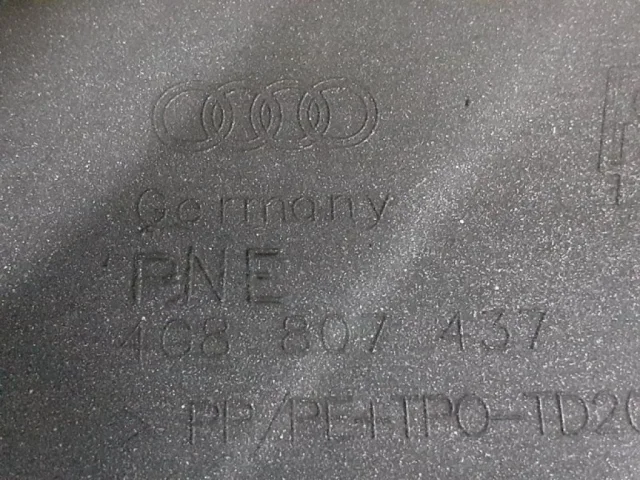 Germany
PNE
4G8 807 437
>PP/PE+TPO-TD20